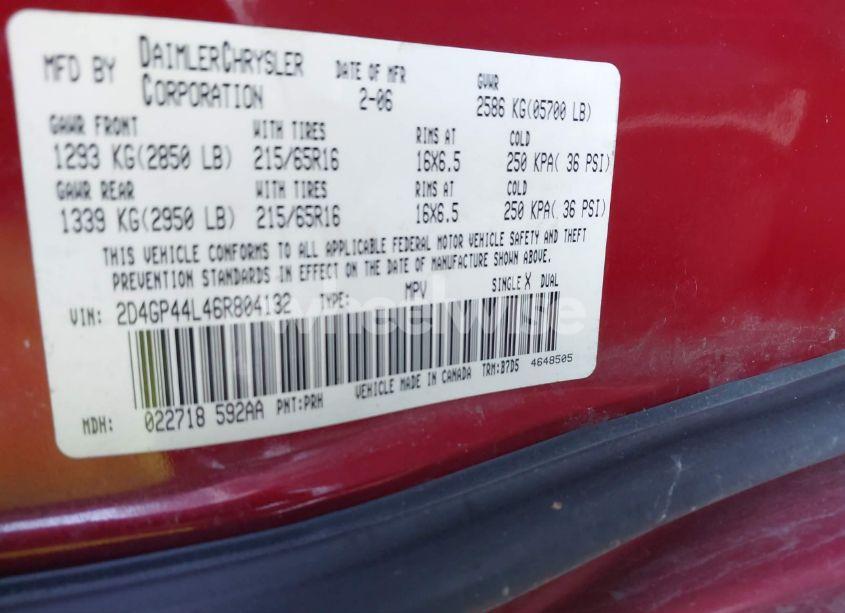 MFD BY DAIMLERCHRYSLER CORPORATION DATE OF MFR 2-06 GVWR 2586 KG(05700 LB)
GAWR FRONT WITH TIRES RIMS AT COLD
1293 KG(2850 LB) 215/65R16 16X6.5 250 KPA( 36 PSI)
GAWR REAR WITH TIRES RIMS AT COLD
1339 KG(2950 LB) 215/65R16 16X6.5 250 KPA( 36 PSI)
THIS VEHICLE CONFORMS TO ALL APPLICABLE FEDERAL MOTOR VEHICLE SAFETY AND THEFT
PREVENTION STANDARDS IN EFFECT ON THE DATE OF MANUFACTURE SHOWN ABOVE.
VIN: 2D4GP44L46R804132 TYPE: MPV SINGLE X DUAL
wheelwise
MDH: 022718 592AA PNT:PRH VEHICLE MADE IN CANADA TRM:B7D5 4648505